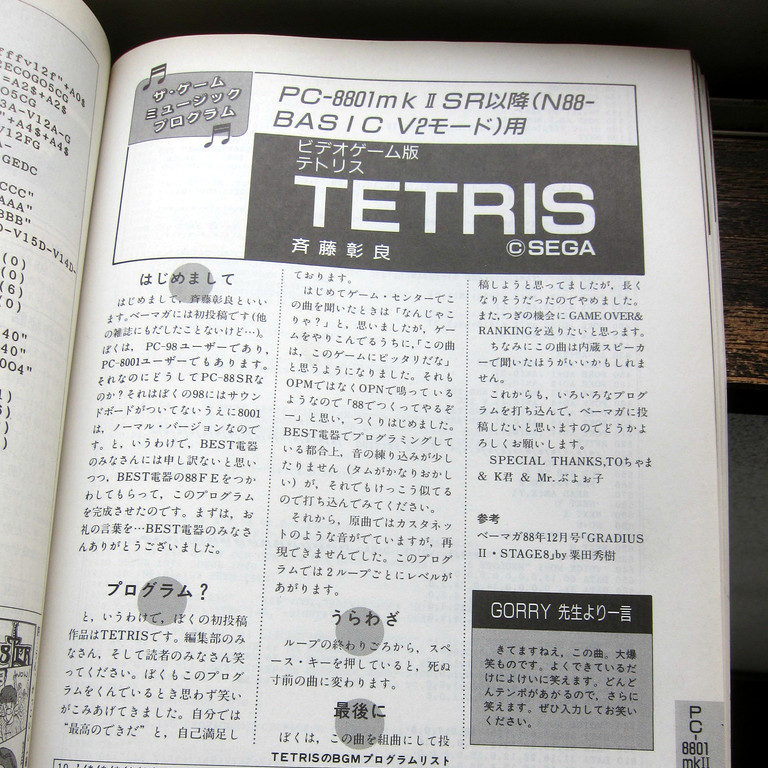 fffv12f"+A0$
2ECOGO5CG
=A2$+A2$
O5CG
3A-V12A-G
"+A4$+A4$
V12FG
A-
GEDC
CCC"
AAA"
BBB"
D-V15D-V14D-
(0)
(0)
(6)
(0)
40"
40"
004"
ザ・ゲーム
ミュージック
プログラム
PC-8801mkⅡSR以降(N88-
BASIC V2モード)用
ビデオゲーム版
テトリス
TETRIS
斉藤彰良
©SEGA
はじめまして
はじめまして,斉藤彰良といい
ます。ベーマガには初投稿です(他
の雑誌にもだしたことないけど…)。
ぼくは,PC-98ユーザーであり,
PC-8001ユーザーでもあります。
それなのにどうしてPC-88SRな
のか? それはぼくの98にはサウン
ドボードがついてないうえに8001
は,ノーマル・バージョンなので
す。と,いうわけで,BEST電器
のみなさんには申し訳ないと思い
つつ,BEST電器の88FEをつか
わしてもらって,このプログラム
を完成させたのです。まずは,お
礼の言葉を…BEST電器のみなさ
んありがとうございました。
プログラム?
と,いうわけで,ぼくの初投稿
作品はTETRISです。編集部のみ
なさん,そして読者のみなさん笑
ってください。ぼくもこのプログ
ラムをくんでいるとき思わず笑い
がこみあげてきました。自分では
“最高のできだ”と,自己満足し
ております。
はじめてゲーム・センターでこ
の曲を聞いたときは「なんじゃこ
りゃ?」と,思いましたが,ゲー
ムをやりこんでるうちに,「この曲
は,このゲームにピッタリだな」
と思うようになりました。それも
OPMではなくOPNで鳴っている
ようなので「88でつくってやるぞ
ー」と思い,つくりはじめました。
BEST電器でプログラミングして
いる都合上,音の練り込みが少し
たりません(タムがかなりおかし
い)が,それでもけっこう似てる
ので打ち込んでみてください。
それから,原曲ではカスタネッ
トのような音がでていますが,再
現できませんでした。このプログ
ラムでは2ループごとにレベルが
あがります。
うらわざ
ループの終わりごろから,スペ
ース・キーを押していると,死ぬ
寸前の曲に変わります。
最後に
ぼくは,この曲を組曲にして投
稿しようと思ってましたが,長く
なりそうだったのでやめました。
また,つぎの機会にGAME OVER&
RANKINGを送りたいと思っます。
ちなみにこの曲は内蔵スピーカ
ーで聞いたほうがいいかもしれま
せん。
これからも,いろいろなプログ
ラムを打ち込んで,ベーマガに投
稿したいと思いますのでどうかよ
ろしくお願いします。
SPECIAL THANKS,TOちゃま
& K君 & Mr.ぷよお子
参考
ベーマガ88年12月号「GRADIUS
Ⅱ・STAGE8」by粟田秀樹
GORRY 先生より一言
きてますねえ,この曲。大爆
笑ものです。よくできているだ
けによけいに笑えます。どんど
んテンポがあがるので,さらに
笑えます。ぜひ入力してお笑い
ください。
TETRISのBGMプログラムリスト
PC-
8801
mkⅡ